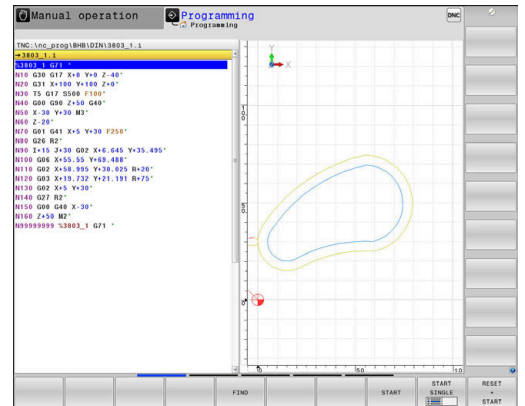 Manual operation
Programming
Programming
DNC
TNC:\nc_prog\BHB\DIN\3803_1.i
→3803_1.i
%3803_1 G71 *
N10 G30 G17 X+0 Y+0 Z-40*
N20 G31 X+100 Y+100 Z+0*
N30 T5 G17 S500 F100*
N40 G00 G90 Z+50 G40*
N50 X-30 Y+30 M3*
N60 Z-20*
N70 G01 G41 X+5 Y+30 F250*
N80 G26 R2*
N90 I+15 J+30 G02 X+6.645 Y+35.495*
N100 G06 X+55.55 Y+69.488*
N110 G02 X+58.995 Y+30.025 R+20*
N120 G03 X+19.732 Y+21.191 R+75*
N130 G02 X+5 Y+30*
N140 G27 R2*
N150 G00 G40 X-30*
N160 Z+50 M2*
N99999999 %3803_1 G71 *
Y
X
100
50
0
0
50
10
FIND
START
START
SINGLE
RESET
+
START